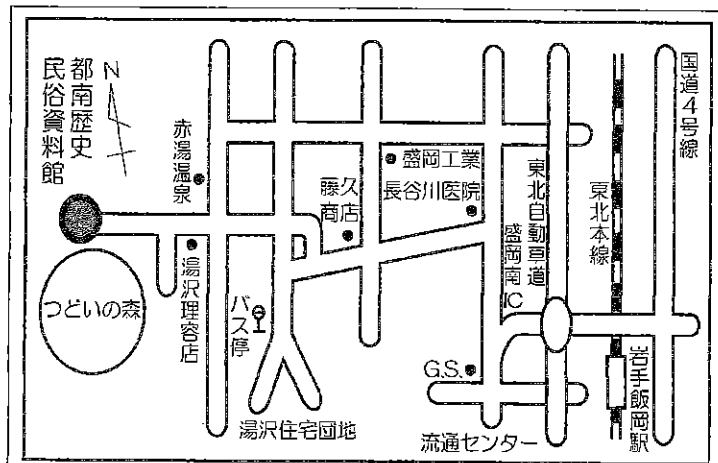 都南歴史
民俗資料館
N
赤湯温泉
藤久
商店
盛岡工業
長谷川医院
東北自動車道
盛岡南
IC
東北本線
国道4号線
つどいの森
湯沢理容店
バス停
湯沢住宅団地
G.S.
流通センター
岩手飯岡駅